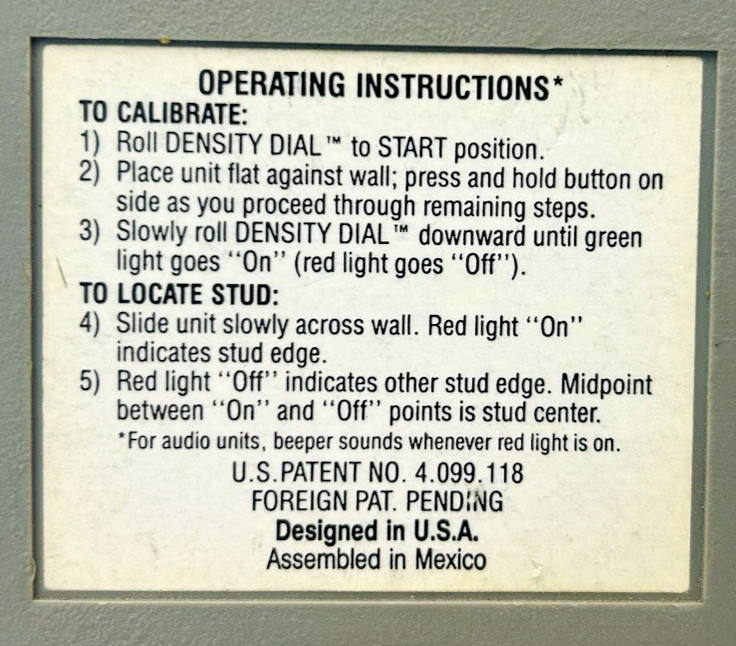 OPERATING INSTRUCTIONS*
TO CALIBRATE:
1) Roll DENSITY DIAL™ to START position.
2) Place unit flat against wall; press and hold button on
side as you proceed through remaining steps.
3) Slowly roll DENSITY DIAL™ downward until green
light goes "On" (red light goes "Off").
TO LOCATE STUD:
4) Slide unit slowly across wall. Red light "On"
indicates stud edge.
5) Red light "Off" indicates other stud edge. Midpoint
between "On" and "Off" points is stud center.
*For audio units, beeper sounds whenever red light is on.
U.S.PATENT NO. 4.099.118
FOREIGN PAT. PENDING
Designed in U.S.A.
Assembled in Mexico